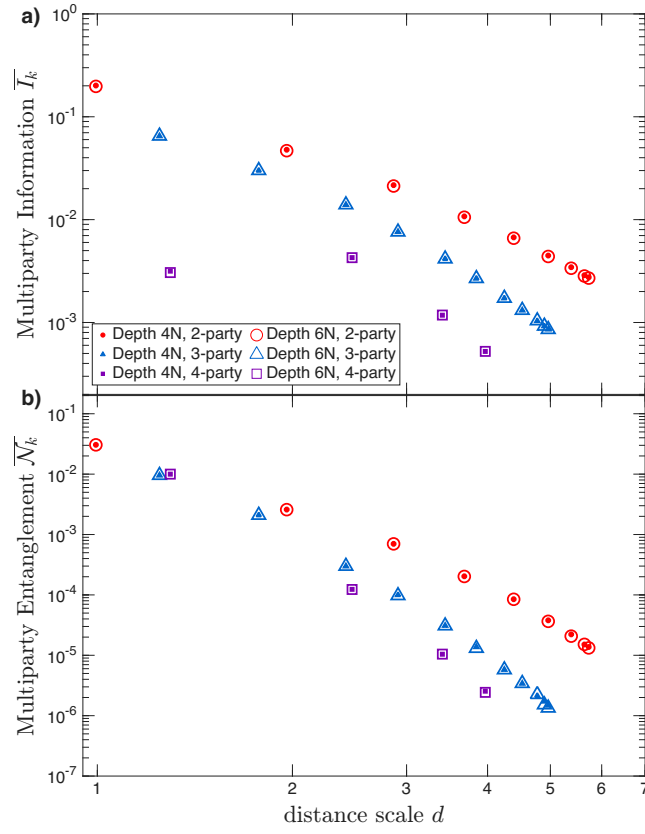 a)
10^0
10^-1
10^-2
10^-3
Multiparty Information \overline{I_k}
Depth 4N, 2-party
Depth 4N, 3-party
Depth 4N, 4-party
Depth 6N, 2-party
Depth 6N, 3-party
Depth 6N, 4-party
b)
10^-1
10^-2
10^-3
10^-4
10^-5
10^-6
10^-7
Multiparty Entanglement \overline{\mathcal{N}_k}
1 2 3 4 5 6 7
distance scale d